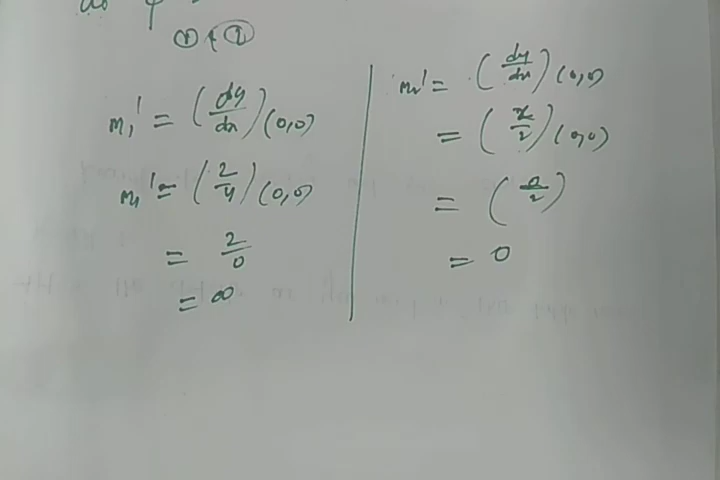 ① & ②
m₁' = (dy/dx)(0,0)
m₁' = (2/y)(0,0)
= 2/0
= ∞
m₂' = (dy/dx)(0,0)
= (x/2)(0,0)
= (0/2)
= 0